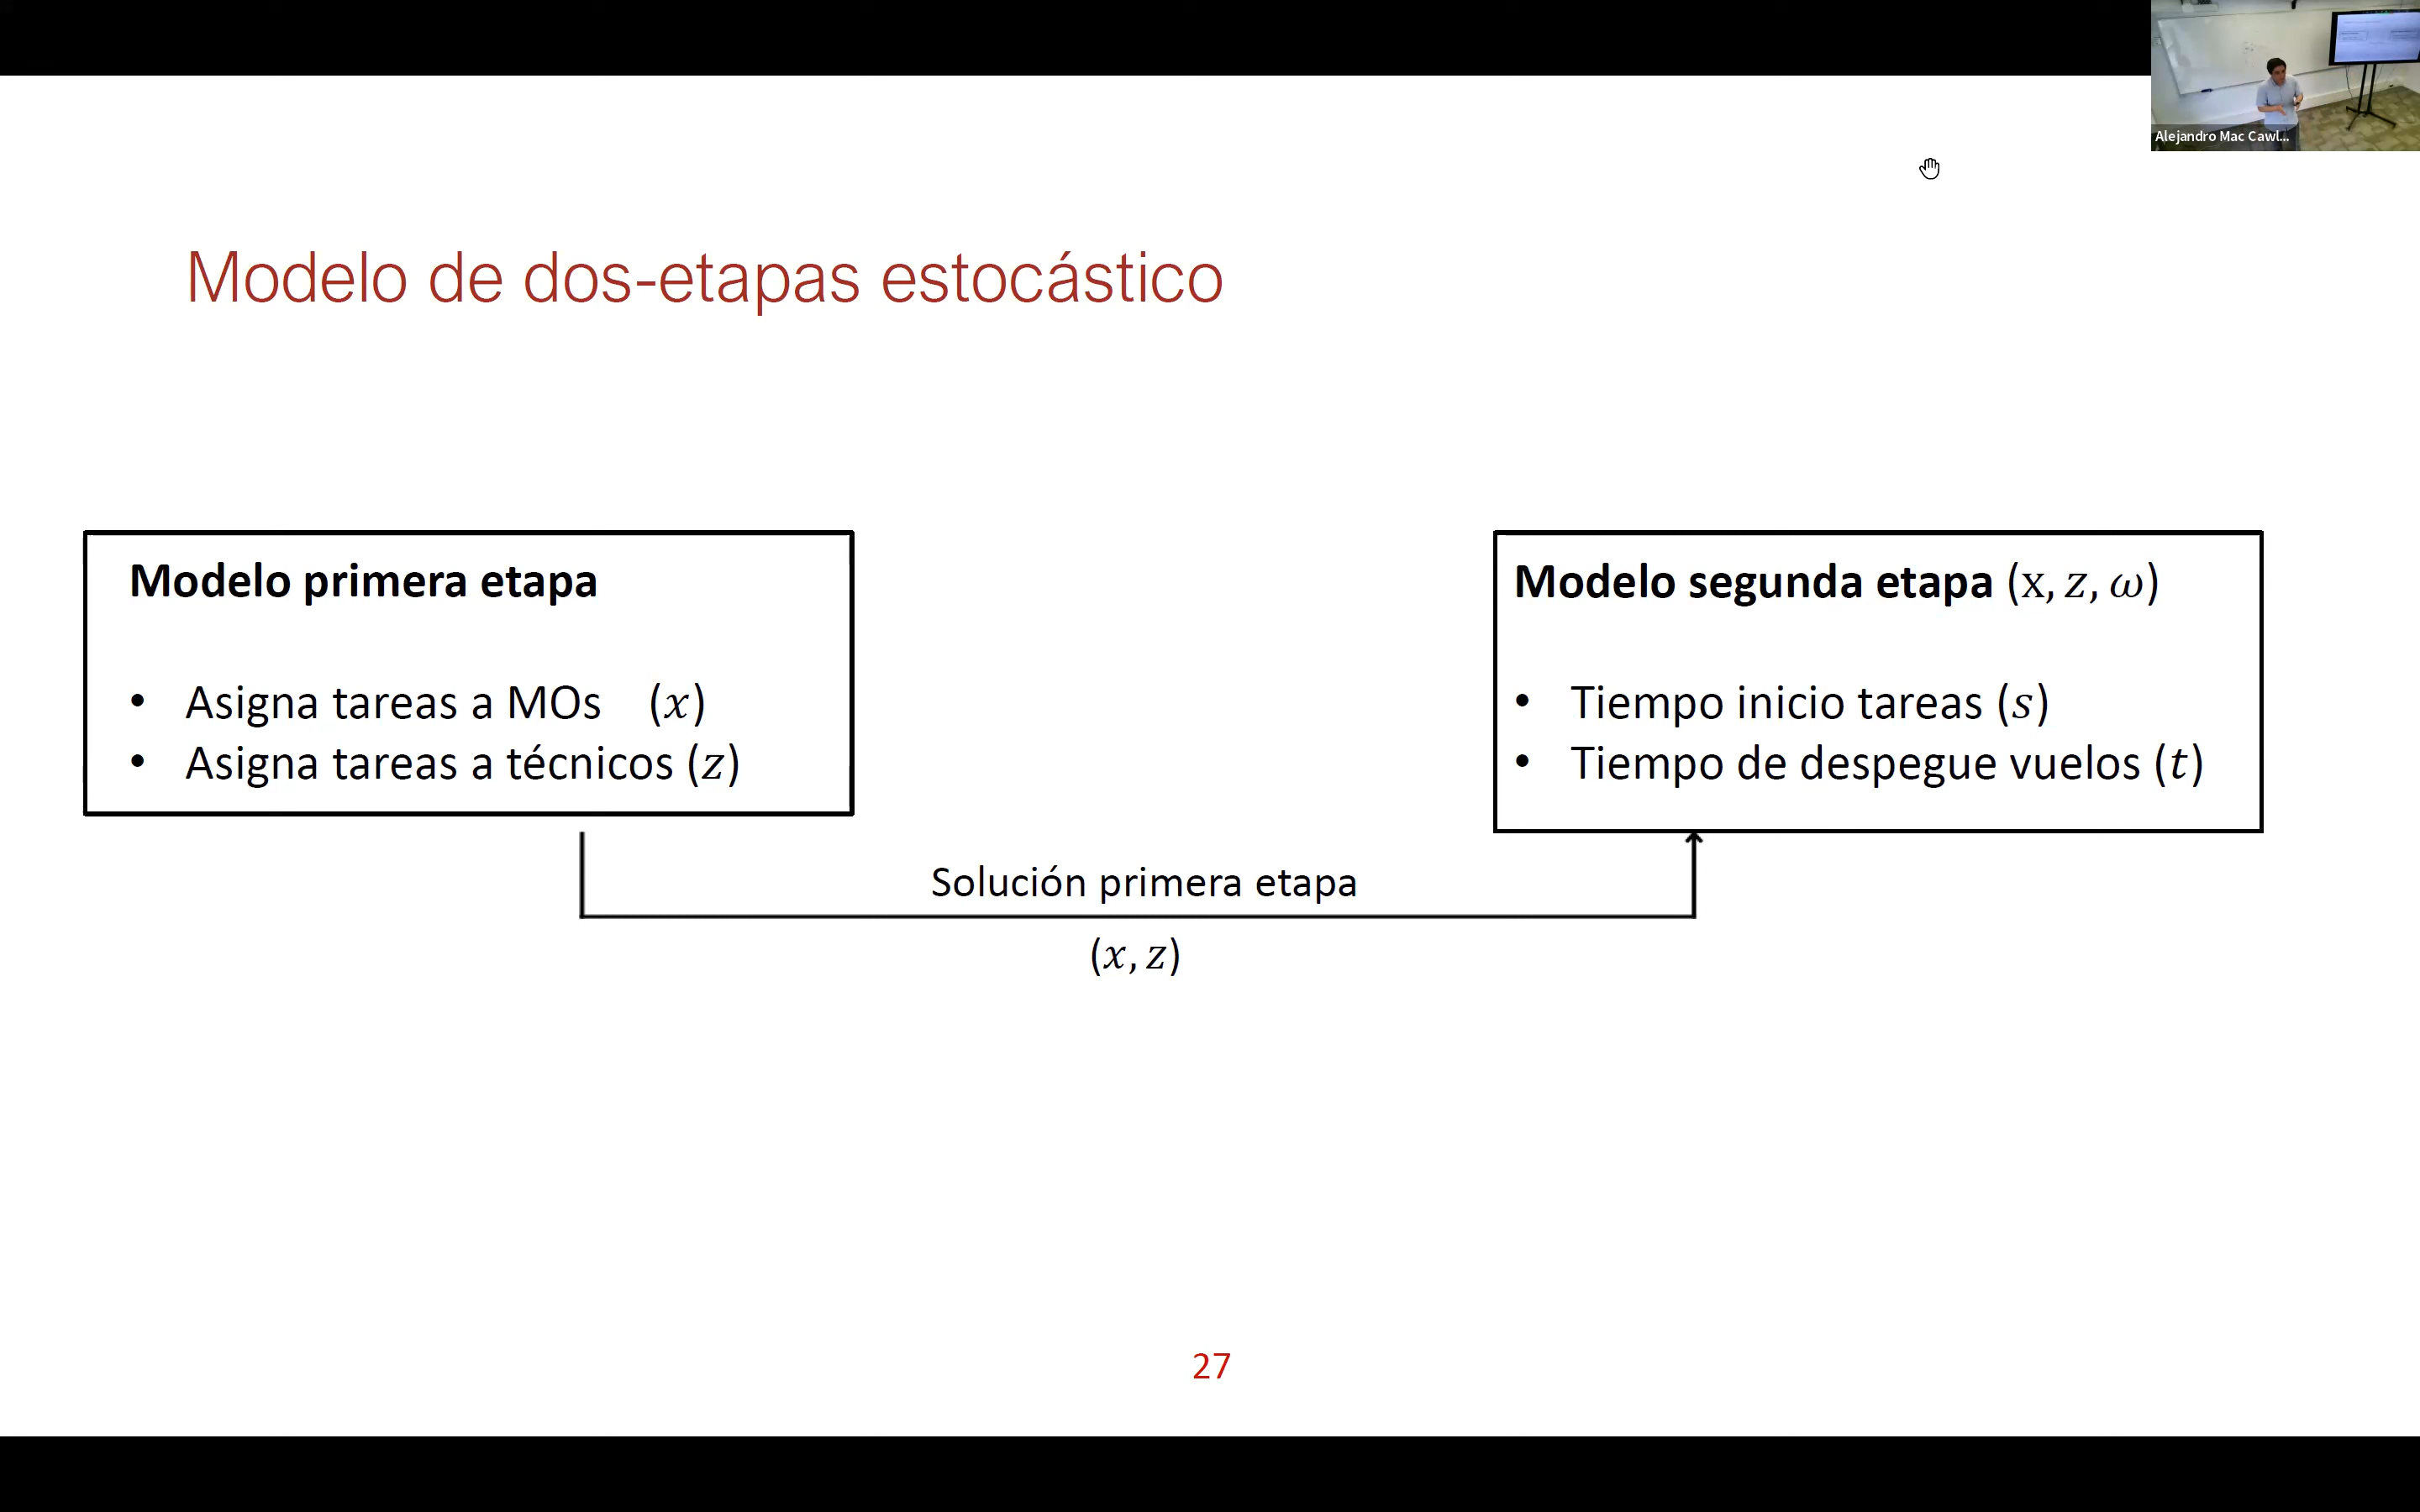 Alejandro Mac Cawl...
Modelo de dos-etapas estocástico
Modelo primera etapa
• Asigna tareas a MOs (x)
• Asigna tareas a técnicos (z)
Modelo segunda etapa (x, z, ω)
• Tiempo inicio tareas (s)
• Tiempo de despegue vuelos (t)
Solución primera etapa
(x, z)
27